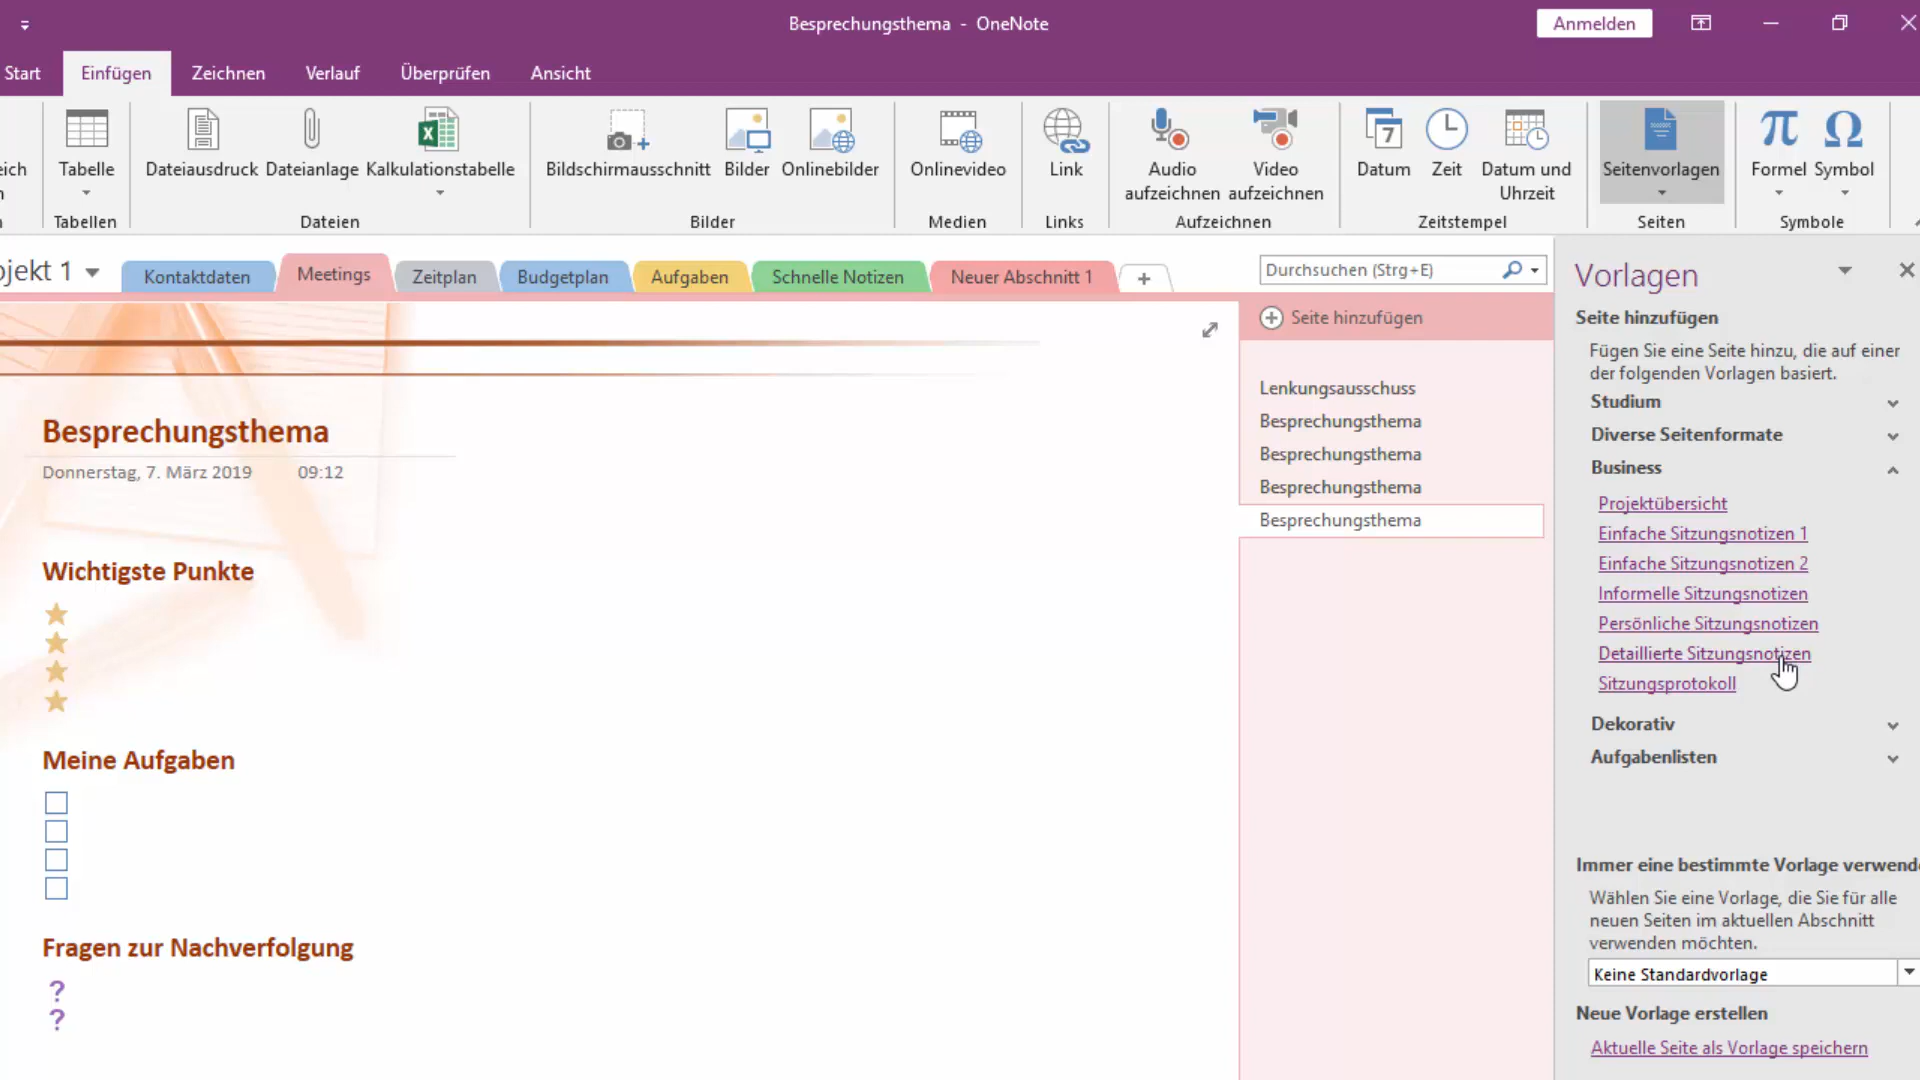 Besprechungsthema - OneNote
Anmelden
Start Einfügen Zeichnen Verlauf Überprüfen Ansicht
Tabelle
Dateiausdruck Dateianlage Kalkulationstabelle
Bildschirmausschnitt Bilder Onlinebilder
Onlinevideo
Link
Audio aufzeichnen
Video aufzeichnen
Datum Zeit Datum und Uhrzeit
Seitenvorlagen
Formel Symbol
Tabellen Dateien Bilder Medien Links Aufzeichnen Zeitstempel Seiten Symbole
jekt 1
Kontaktdaten Meetings Zeitplan Budgetplan Aufgaben Schnelle Notizen Neuer Abschnitt 1 +
Durchsuchen (Strg+E)
Besprechungsthema
Donnerstag, 7. März 2019 09:12
Wichtigste Punkte
Meine Aufgaben
Fragen zur Nachverfolgung
?
?
Seite hinzufügen
Lenkungsausschuss
Besprechungsthema
Besprechungsthema
Besprechungsthema
Besprechungsthema
Vorlagen
Seite hinzufügen
Fügen Sie eine Seite hinzu, die auf einer
der folgenden Vorlagen basiert.
Studium
Diverse Seitenformate
Business
Projektübersicht
Einfache Sitzungsnotizen 1
Einfache Sitzungsnotizen 2
Informelle Sitzungsnotizen
Persönliche Sitzungsnotizen
Detaillierte Sitzungsnotizen
Sitzungsprotokoll
Dekorativ
Aufgabenlisten
Immer eine bestimmte Vorlage verwende
Wählen Sie eine Vorlage, die Sie für alle
neuen Seiten im aktuellen Abschnitt
verwenden möchten.
Keine Standardvorlage
Neue Vorlage erstellen
Aktuelle Seite als Vorlage speichern